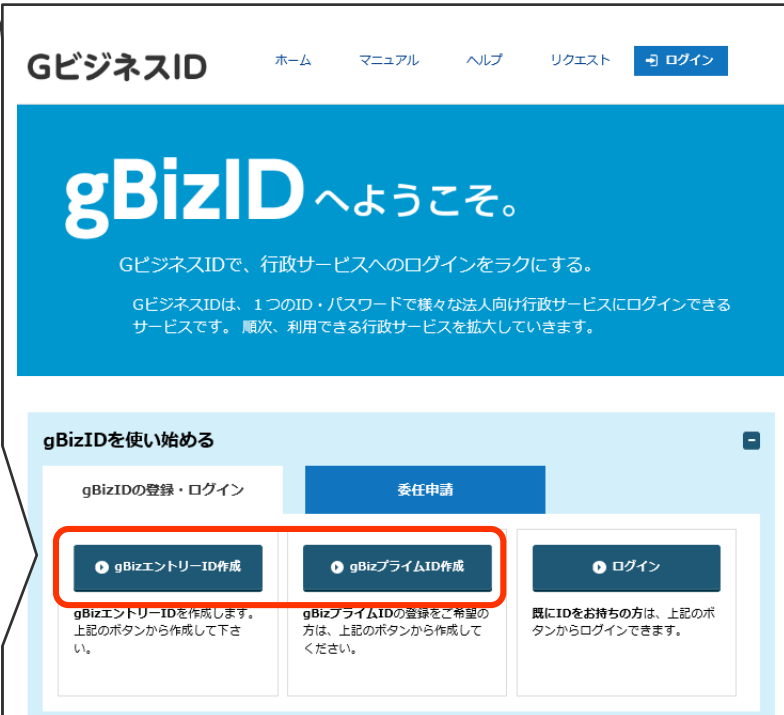 GビジネスID
ホーム マニュアル ヘルプ リクエスト ログイン
gBizIDへようこそ。
GビジネスIDで、行政サービスへのログインをラクにする。
GビジネスIDは、1つのID・パスワードで様々な法人向け行政サービスにログインできる
サービスです。 順次、利用できる行政サービスを拡大していきます。
gBizIDを使い始める
gBizIDの登録・ログイン 委任申請
gBizエントリーID作成
gBizエントリーIDを作成します。
上記のボタンから作成して下さ
い。
gBizプライムID作成
gBizプライムIDの登録をご希望の
方は、上記のボタンから作成して
ください。
ログイン
既にIDをお持ちの方は、上記のボ
タンからログインできます。